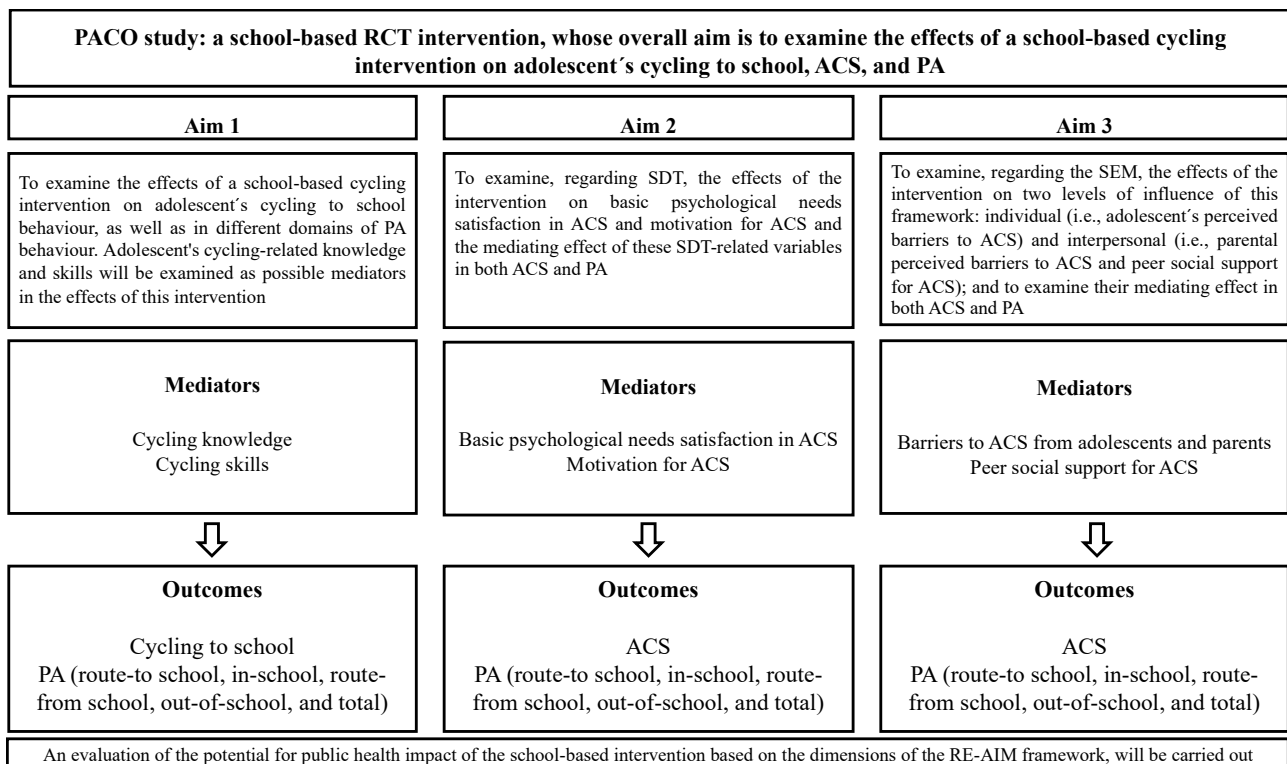 PACO study: a school-based RCT intervention, whose overall aim is to examine the effects of a school-based cycling
intervention on adolescent´s cycling to school, ACS, and PA
Aim 1
To examine the effects of a school-based cycling
intervention on adolescent´s cycling to school
behaviour, as well as in different domains of PA
behaviour. Adolescent's cycling-related knowledge
and skills will be examined as possible mediators
in the effects of this intervention
Mediators
Cycling knowledge
Cycling skills
Outcomes
Cycling to school
PA (route-to school, in-school, route-
from school, out-of-school, and total)
Aim 2
To examine, regarding SDT, the effects of the
intervention on basic psychological needs
satisfaction in ACS and motivation for ACS and
the mediating effect of these SDT-related variables
in both ACS and PA
Mediators
Basic psychological needs satisfaction in ACS
Motivation for ACS
Outcomes
ACS
PA (route-to school, in-school, route-
from school, out-of-school, and total)
Aim 3
To examine, regarding the SEM, the effects of the
intervention on two levels of influence of this
framework: individual (i.e., adolescent´s perceived
barriers to ACS) and interpersonal (i.e., parental
perceived barriers to ACS and peer social support
for ACS); and to examine their mediating effect in
both ACS and PA
Mediators
Barriers to ACS from adolescents and parents
Peer social support for ACS
Outcomes
ACS
PA (route-to school, in-school, route-
from school, out-of-school, and total)
An evaluation of the potential for public health impact of the school-based intervention based on the dimensions of the RE-AIM framework, will be carried out